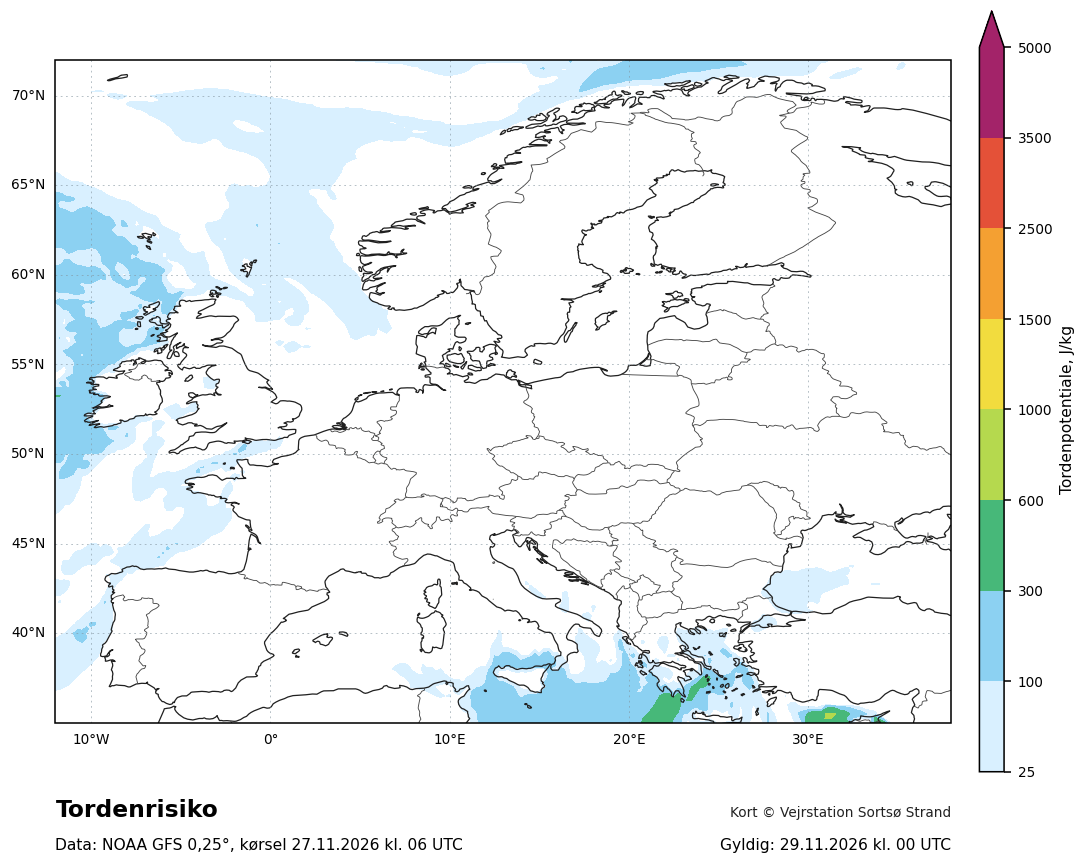 70°N
65°N
60°N
55°N
50°N
45°N
40°N
10°W
0°
10°E
20°E
30°E
5000
3500
2500
1500
1000
600
300
100
25
Tordenpotentiale, J/kg
Tordenrisiko
Kort © Vejrstation Sortsø Strand
Data: NOAA GFS 0,25°, kørsel 27.11.2026 kl. 06 UTC
Gyldig: 29.11.2026 kl. 00 UTC